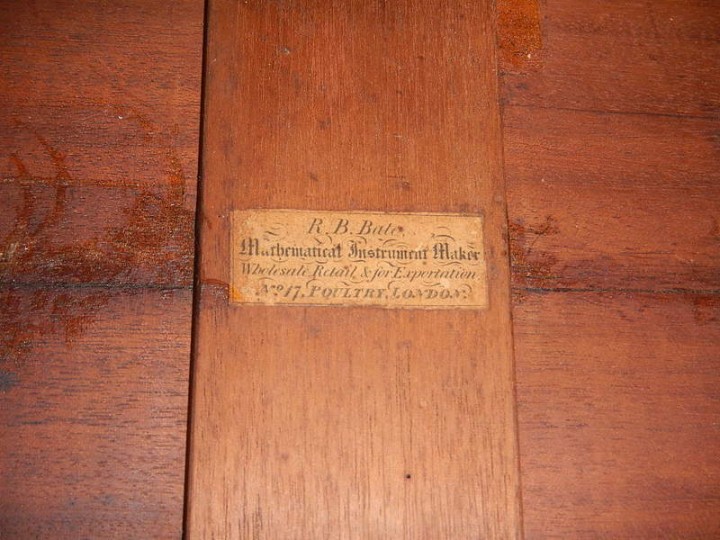 R. B. Bate,
Mathematical Instrument Maker
Wholesale Retail, & for Exportation,
No. 17, POULTRY, LONDON.